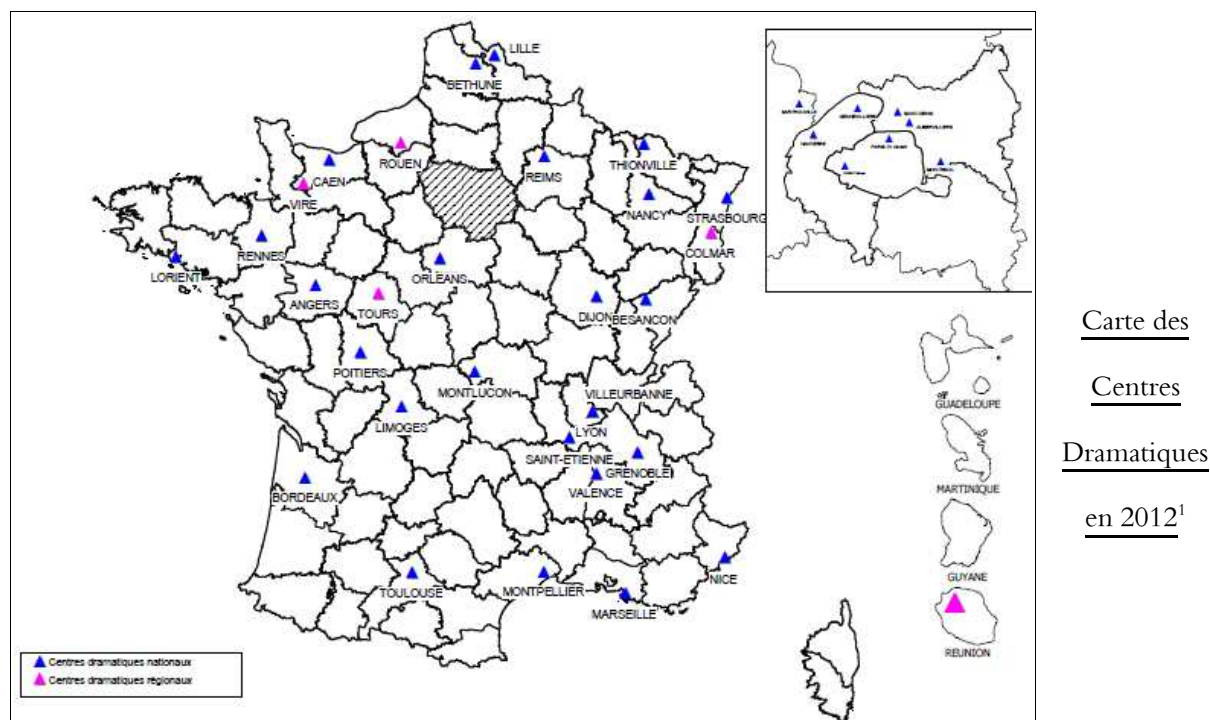 LILLE
BETHUNE
ROUEN
CAEN
VIRE
REIMS
THIONVILLE
NANCY
STRASBOURG
COLMAR
RENNES
LORIENT
ORLEANS
ANGERS
TOURS
DIJON
BESANCON
POITIERS
MONTLUCON
VILLEURBANNE
LIMOGES
LYON
SAINT-ETIENNE
GRENOBLE
VALENCE
BORDEAUX
TOULOUSE
MONTPELLIER
MARSEILLE
NICE
GUADELOUPE
MARTINIQUE
GUYANE
REUNION
Centres dramatiques nationaux
Centres dramatiques régionaux
Carte des
Centres
Dramatiques
en 2012¹